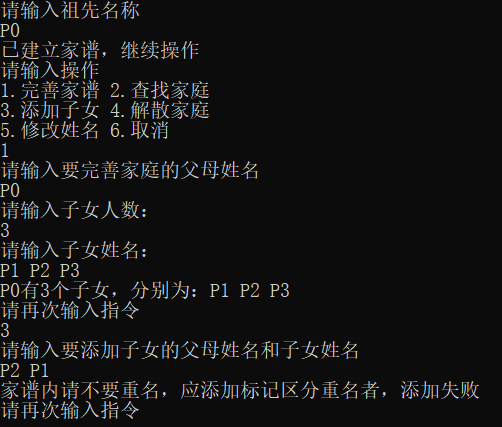 请输入祖先名称
P0
已建立家谱，继续操作
请输入操作
1.完善家谱 2.查找家庭
3.添加子女 4.解散家庭
5.修改姓名 6.取消
1
请输入要完善家庭的父母姓名
P0
请输入子女人数：
3
请输入子女姓名：
P1 P2 P3
P0有3个子女，分别为：P1 P2 P3
请再次输入指令
3
请输入要添加子女的父母姓名和子女姓名
P2 P1
家谱内请不要重名，应添加标记区分重名者，添加失败
请再次输入指令